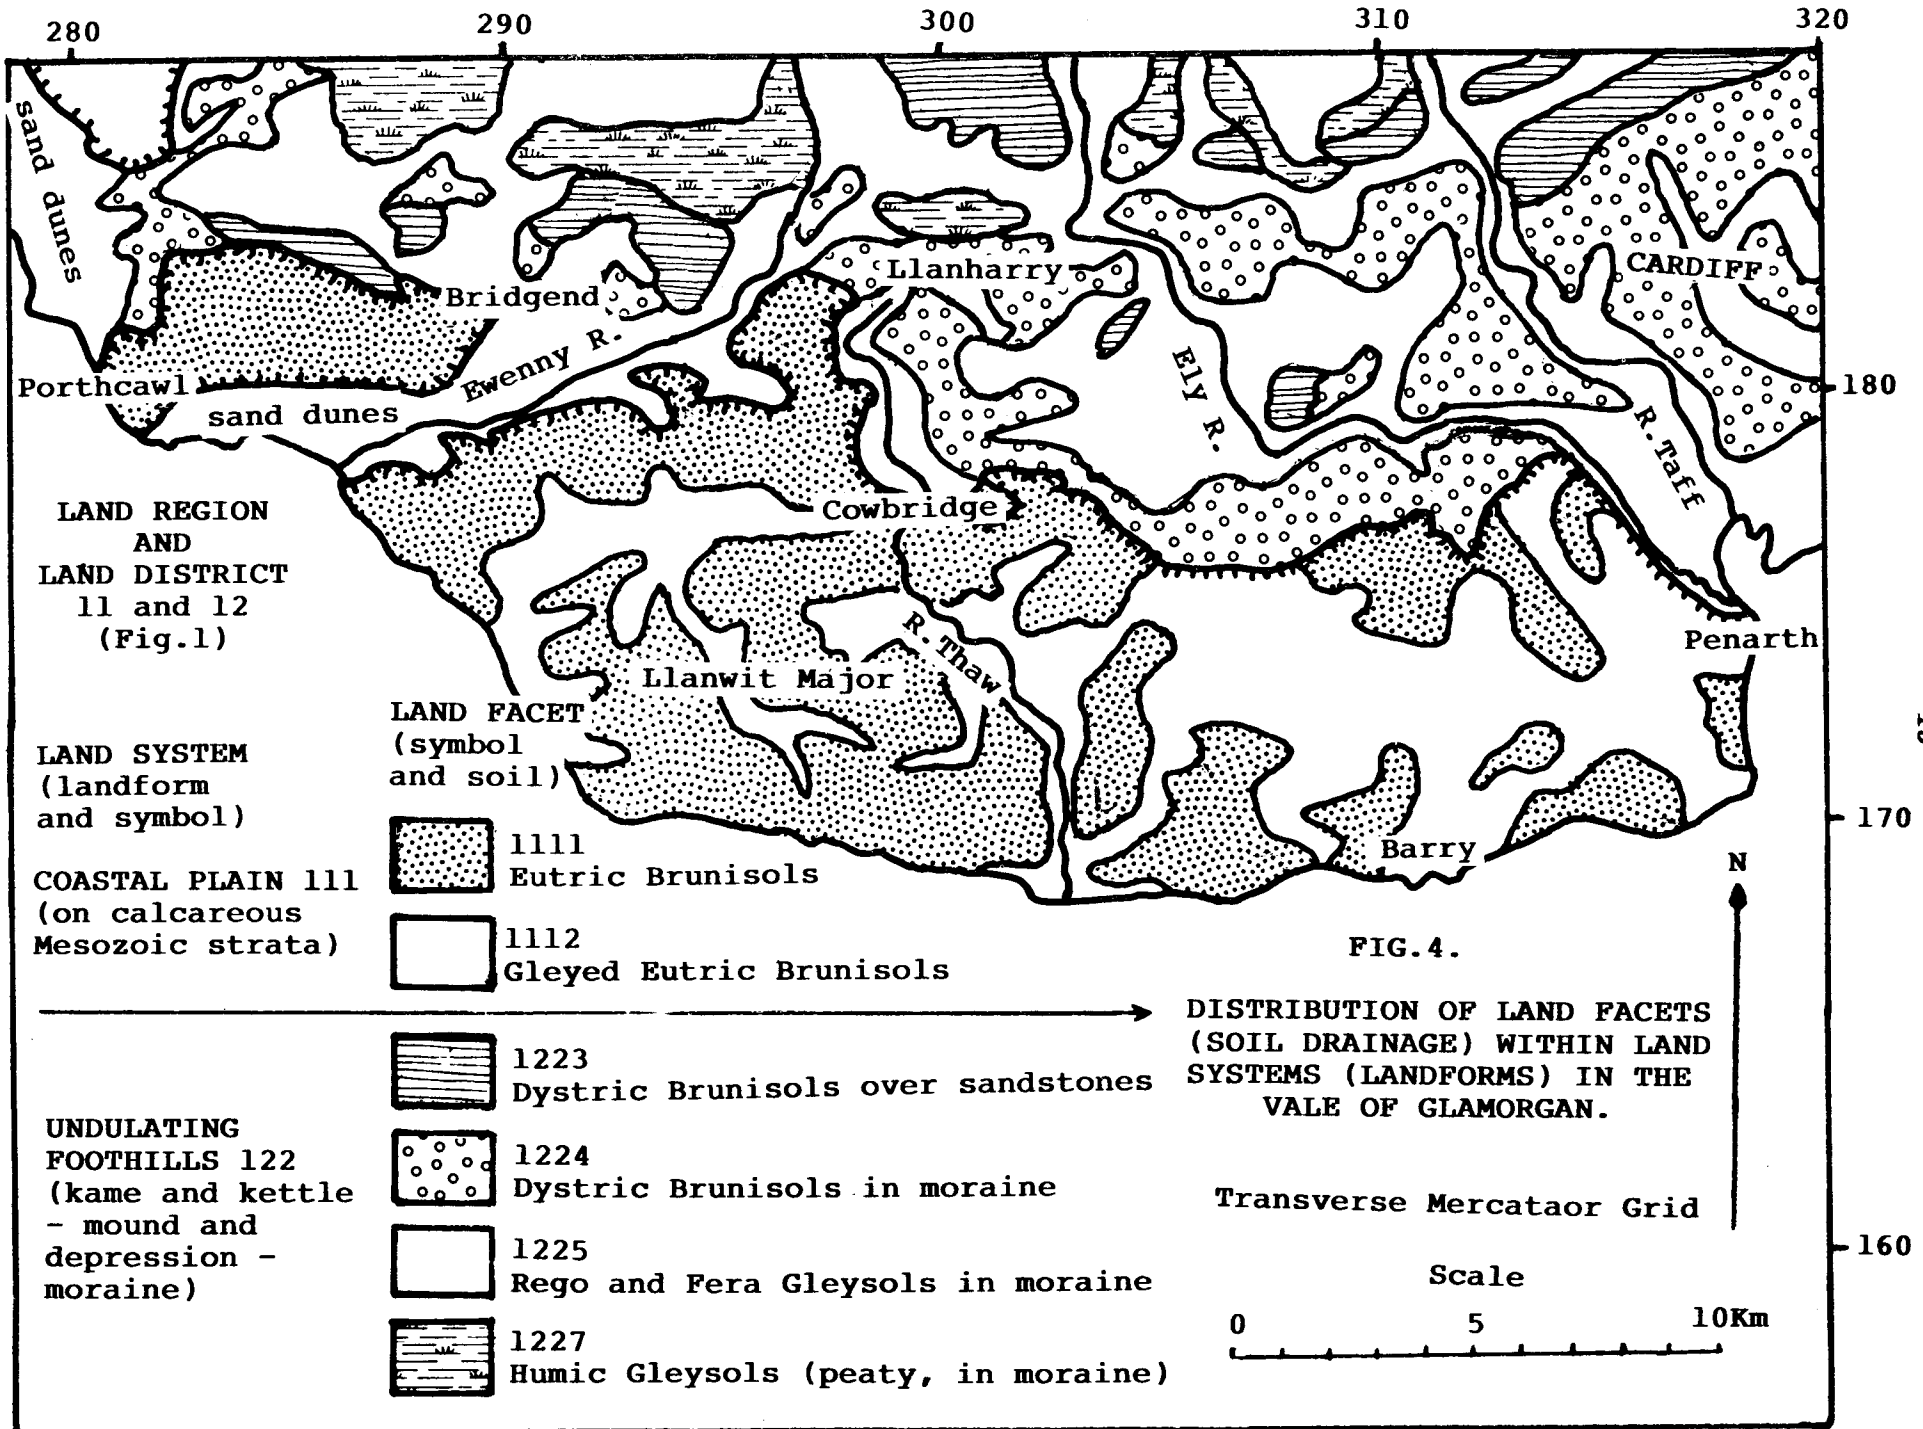 280
290
300
310
320
sand dunes
Llanharry
CARDIFF
Bridgend
Ewenny R.
Ely R.
Porthcawl
sand dunes
180
R. Taff
Cowbridge
LAND REGION
AND
LAND DISTRICT
11 and 12
(Fig.1)
R. Thaw
Penarth
Llanwit Major
LAND FACET
(symbol
and soil)
LAND SYSTEM
(landform
and symbol)
170
Barry
N
1111
Eutric Brunisols
COASTAL PLAIN 111
(on calcareous
Mesozoic strata)
1112
Gleyed Eutric Brunisols
FIG.4.
DISTRIBUTION OF LAND FACETS
(SOIL DRAINAGE) WITHIN LAND
SYSTEMS (LANDFORMS) IN THE
VALE OF GLAMORGAN.
1223
Dystric Brunisols over sandstones
UNDULATING
FOOTHILLS 122
(kame and kettle
- mound and
depression -
moraine)
1224
Dystric Brunisols in moraine
1225
Rego and Fera Gleysols in moraine
1227
Humic Gleysols (peaty, in moraine)
Transverse Mercataor Grid
160
Scale
0 5 10Km